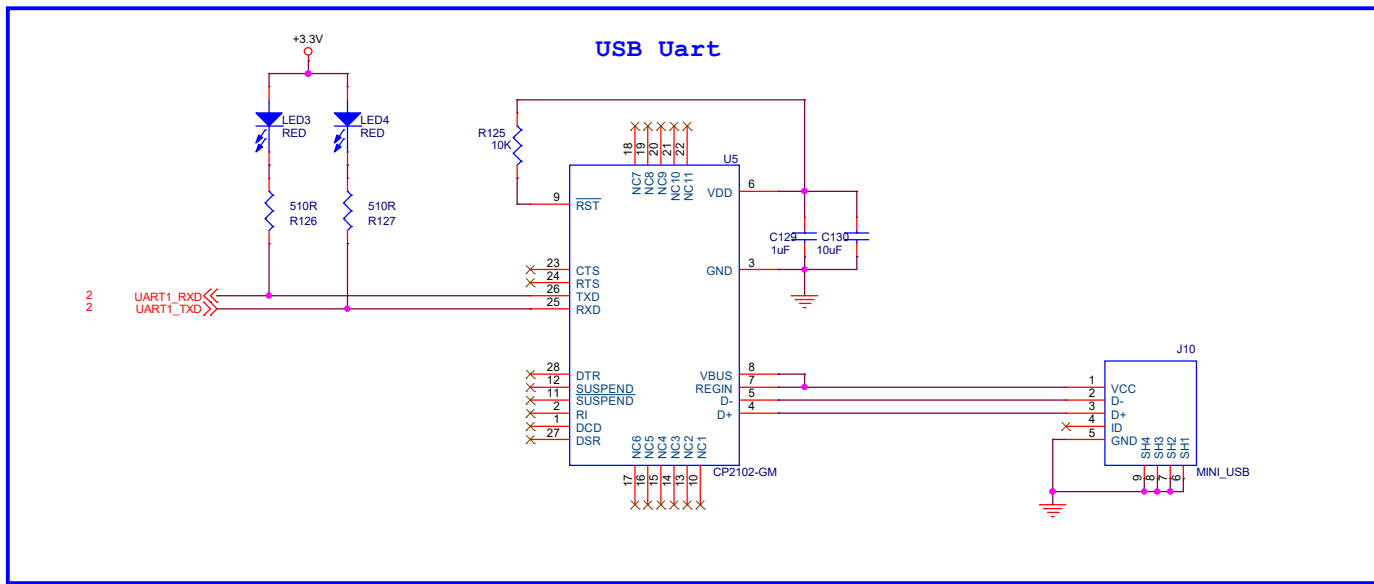 USB Uart
+3.3V
LED3
RED
LED4
RED
510R
R126
510R
R127
2 UART1_RXD
2 UART1_TXD
R125
10K
U5
18
19
20
21
22
NC7
NC8
NC9
NC10
NC11
9 RST
23 CTS
24 RTS
26 TXD
25 RXD
28 DTR
12 SUSPEND
11 SUSPEND
2 RI
1 DCD
27 DSR
VDD 6
GND 3
VBUS 8
REGIN 7
D- 5
D+ 4
NC6
NC5
NC4
NC3
NC2
NC1
17
16
15
14
13
10
CP2102-GM
C129
1uF
C130
10uF
J10
1 VCC
2 D-
3 D+
4 ID
5 GND
SH4
SH3
SH2
SH1
9
8
7
6
MINI_USB